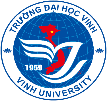 TRƯỜNG ĐẠI HỌC VINH
1959
VINH UNIVERSITY